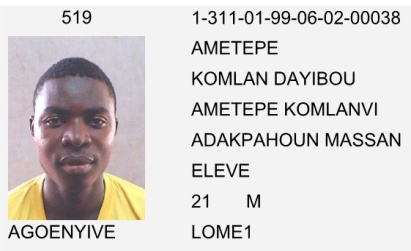 519
1-311-01-99-06-02-00038
AMETEPE
KOMLAN DAYIBOU
AMETEPE KOMLANVI
ADAKPAHOUN MASSAN
ELEVE
21 M
AGOENYIVE
LOME1